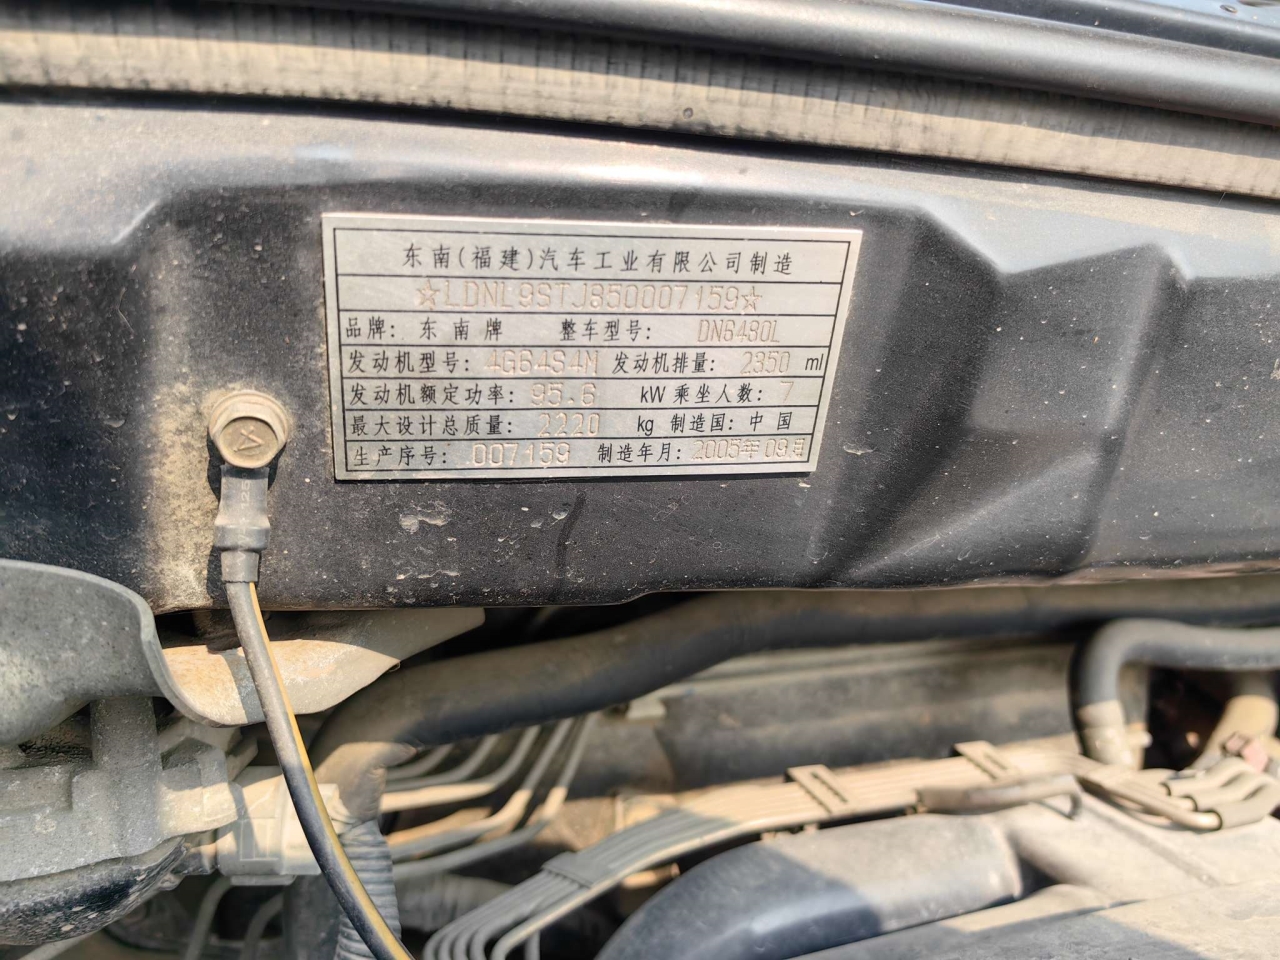 东南(福建)汽车工业有限公司制造
☆LDNL9STJ850007159☆
品牌: 东南牌 整车型号: DN6480L
发动机型号: 4G64S4M 发动机排量: 2350 ml
发动机额定功率: 95.6 kW 乘坐人数: 7
最大设计总质量: 2220 kg 制造国: 中国
生产序号: 007159 制造年月: 2005年09月